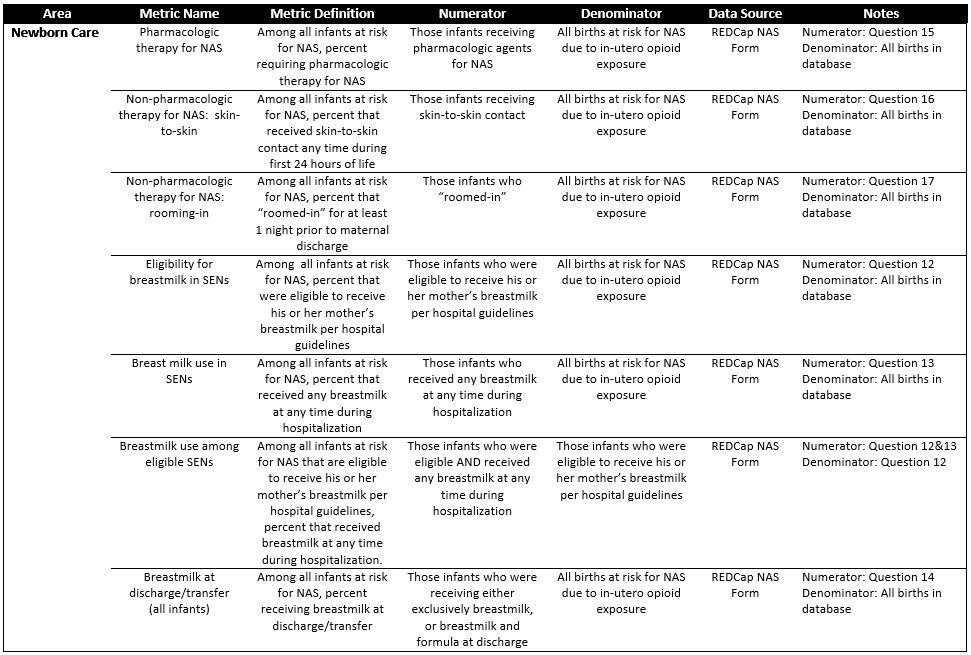 Area Metric Name Metric Definition Numerator Denominator Data Source Notes
Newborn Care
Pharmacologic
therapy for NAS
Among all infants at risk
for NAS, percent
requiring pharmacologic
therapy for NAS
Those infants receiving
pharmacologic agents
for NAS
All births at risk for NAS
due to in-utero opioid
exposure
REDCap NAS
Form
Numerator: Question 15
Denominator: All births in
database
Non-pharmacologic
therapy for NAS:  skin-
to-skin
Among all infants at risk
for NAS, percent that
received skin-to-skin
contact any time during
first 24 hours of life
Those infants receiving
skin-to-skin contact
All births at risk for NAS
due to in-utero opioid
exposure
REDCap NAS
Form
Numerator: Question 16
Denominator: All births in
database
Non-pharmacologic
therapy for NAS:
rooming-in
Among all infants at risk
for NAS, percent that
“roomed-in” for at least
1 night prior to maternal
discharge
Those infants who
“roomed-in”
All births at risk for NAS
due to in-utero opioid
exposure
REDCap NAS
Form
Numerator: Question 17
Denominator: All births in
database
Eligibility for
breastmilk in SENs
Among  all infants at risk
for NAS, percent that
were eligible to receive
his or her mother’s
breastmilk per hospital
guidelines
Those infants who were
eligible to receive his or
her mother’s breastmilk
per hospital guidelines
All births at risk for NAS
due to in-utero opioid
exposure
REDCap NAS
Form
Numerator: Question 12
Denominator: All births in
database
Breast milk use in
SENs
Among all infants at risk
for NAS, percent that
received any breastmilk
at any time during
hospitalization
Those infants who
received any breastmilk
at any time during
hospitalization
All births at risk for NAS
due to in-utero opioid
exposure
REDCap NAS
Form
Numerator: Question 13
Denominator: All births in
database
Breastmilk use among
eligible SENs
Among all infants at risk
for NAS that are eligible
to receive his or her
mother’s breastmilk per
hospital guidelines,
percent that received
breastmilk at any time
during hospitalization.
Those infants who were
eligible AND received
any breastmilk at any
time during
hospitalization
Those infants who were
eligible to receive his or
her mother’s breastmilk
per hospital guidelines
REDCap NAS
Form
Numerator: Question 12&13
Denominator: Question 12
Breastmilk at
discharge/transfer
(all infants)
Among all infants at risk
for NAS, percent
receiving breastmilk at
discharge/transfer
Those infants who were
receiving either
exclusively breastmilk,
or breastmilk and
formula at discharge
All births at risk for NAS
due to in-utero opioid
exposure
REDCap NAS
Form
Numerator: Question 14
Denominator: All births in
database